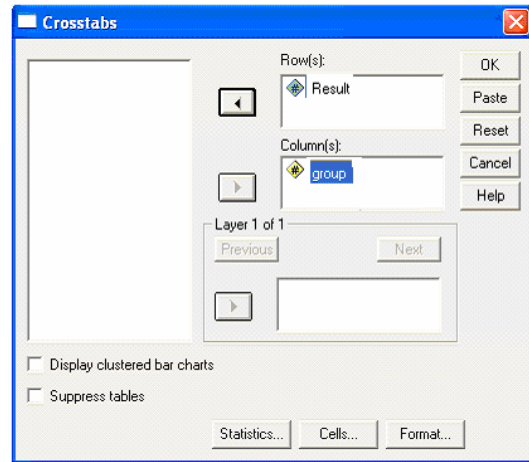 Crosstabs
Row(s):
Result
Column(s):
group
Layer 1 of 1
Previous
Next
Display clustered bar charts
Suppress tables
Statistics...
Cells...
Format...
OK
Paste
Reset
Cancel
Help